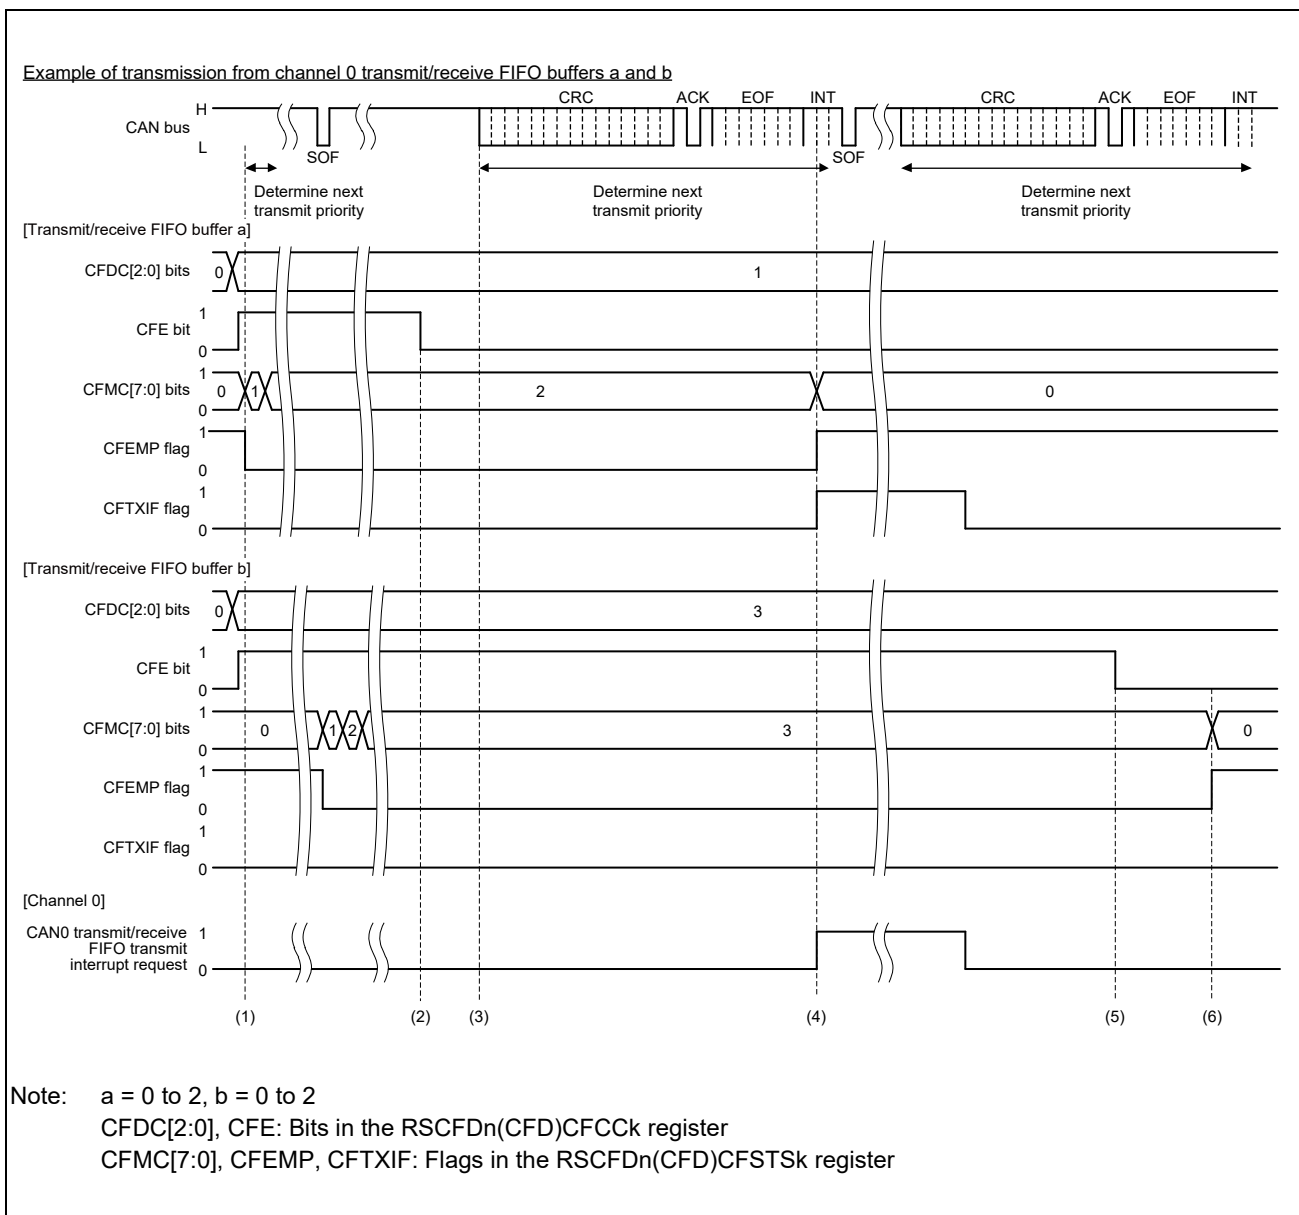 Example of transmission from channel 0 transmit/receive FIFO buffers a and b
CRC ACK EOF INT CRC ACK EOF INT
H
CAN bus
L
SOF SOF
Determine next transmit priority
Determine next transmit priority
Determine next transmit priority
[Transmit/receive FIFO buffer a]
CFDC[2:0] bits 0 1
1
CFE bit
0
1
CFMC[7:0] bits 0 1 2 0
0
1
CFEMP flag
0
1
CFTXIF flag
0
[Transmit/receive FIFO buffer b]
CFDC[2:0] bits 0 3
1
CFE bit
0
1
CFMC[7:0] bits 0 1 2 3 0
0
1
CFEMP flag
0
1
CFTXIF flag
0
[Channel 0]
CAN0 transmit/receive 1
FIFO transmit
interrupt request 0
(1) (2) (3) (4) (5) (6)
Note: a = 0 to 2, b = 0 to 2
CFDC[2:0], CFE: Bits in the RSCFDn(CFD)CFCCk register
CFMC[7:0], CFEMP, CFTXIF: Flags in the RSCFDn(CFD)CFSTSk register